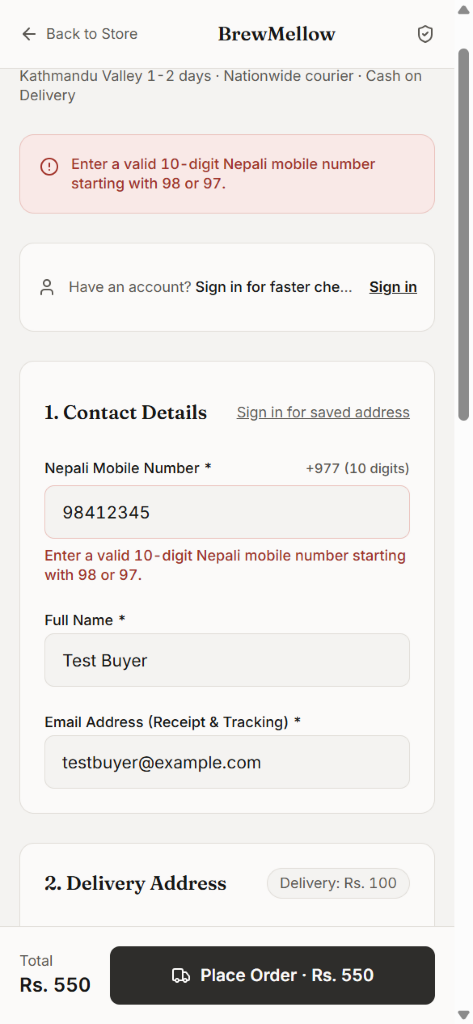 Back to Store
BrewMellow
Kathmandu Valley 1-2 days · Nationwide courier · Cash on
Delivery
Enter a valid 10-digit Nepali mobile number
starting with 98 or 97.
Have an account? Sign in for faster che...
Sign in
1. Contact Details
Sign in for saved address
Nepali Mobile Number *
+977 (10 digits)
98412345
Enter a valid 10-digit Nepali mobile number starting
with 98 or 97.
Full Name *
Test Buyer
Email Address (Receipt & Tracking) *
testbuyer@example.com
2. Delivery Address
Delivery: Rs. 100
Total
Rs. 550
Place Order · Rs. 550